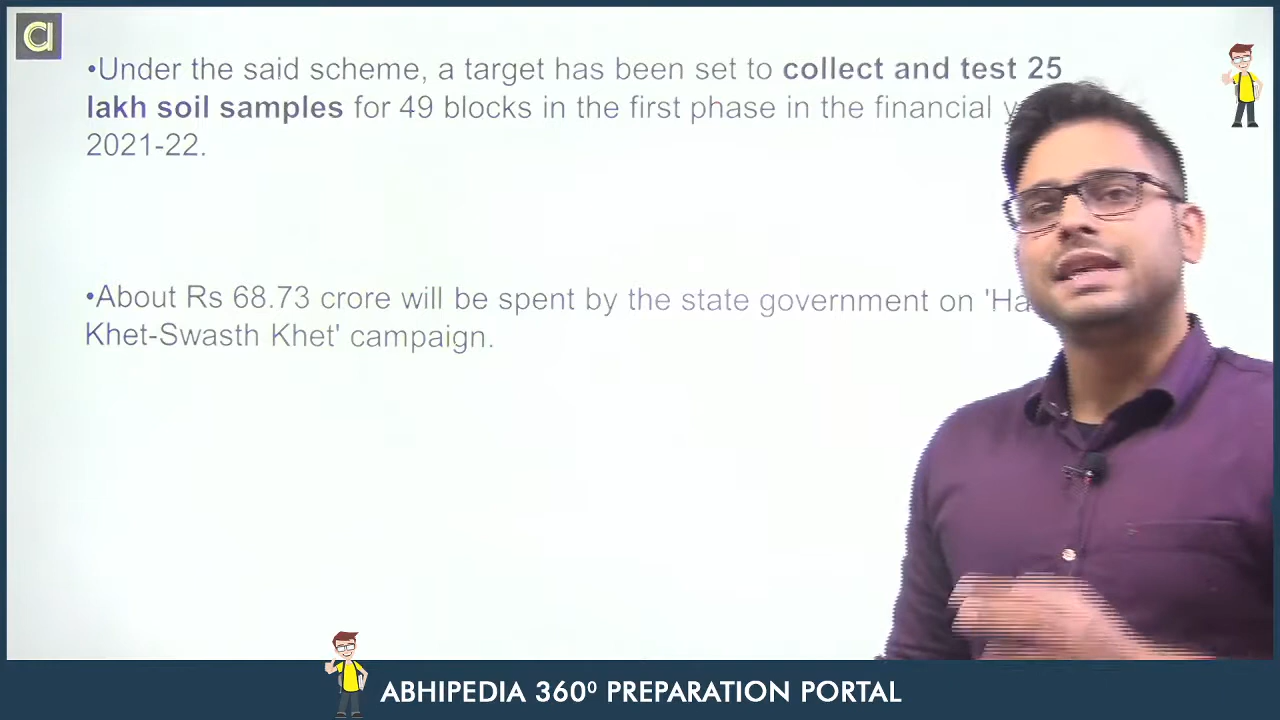 •Under the said scheme, a target has been set to collect and test 25
lakh soil samples for 49 blocks in the first phase in the financial
2021-22.
•About Rs 68.73 crore will be spent by the state government on
Khet-Swasth Khet' campaign.
ABHIPEDIA 360⁰ PREPARATION PORTAL